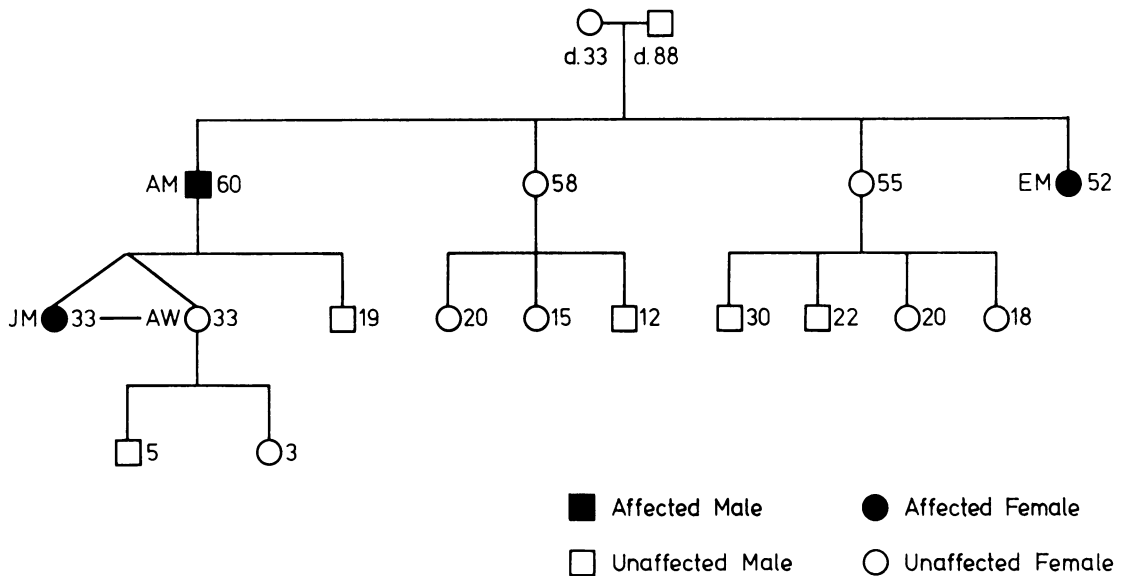 d.33 d.88
AM 60 58 55 EM 52
JM 33 AW 33 19 20 15 12 30 22 20 18
5 3
Affected Male Affected Female
Unaffected Male Unaffected Female